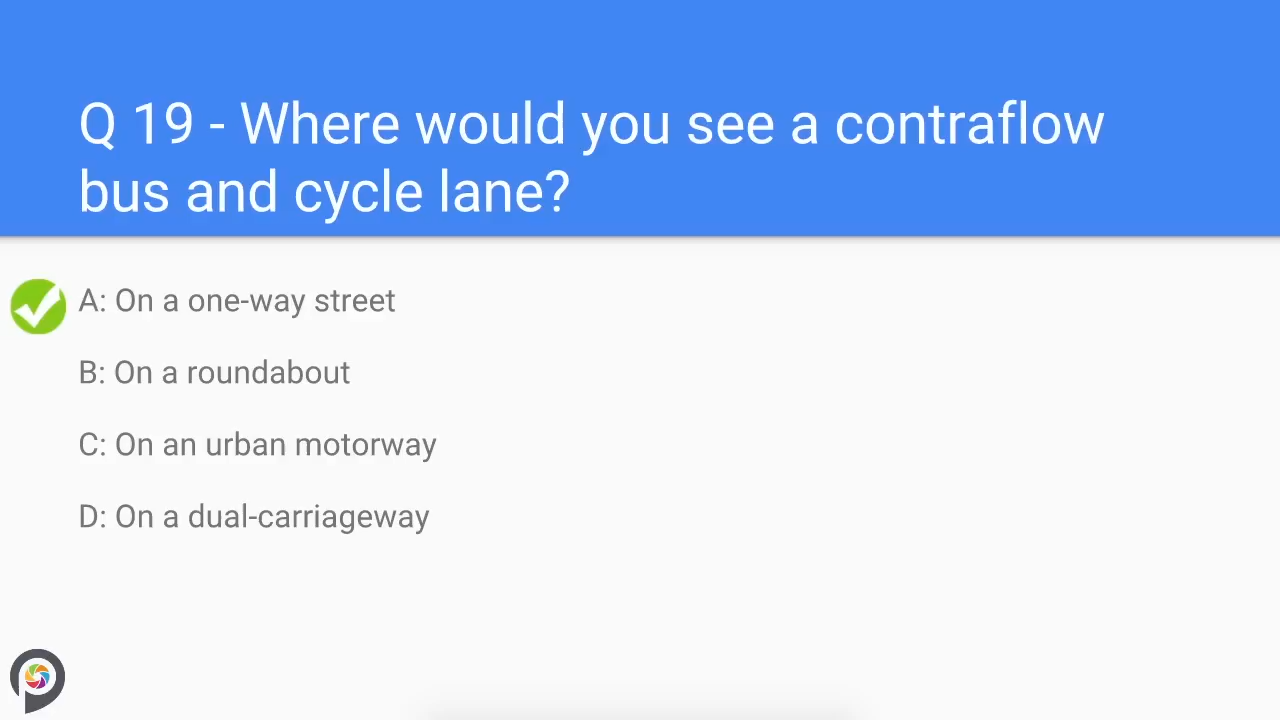 Q 19 - Where would you see a contraflow
bus and cycle lane?
A: On a one-way street
B: On a roundabout
C: On an urban motorway
D: On a dual-carriageway